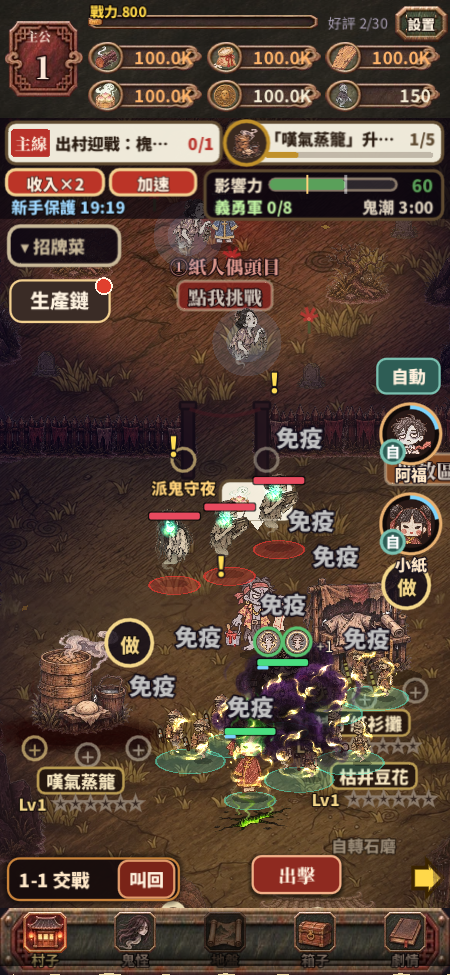 戰力 800
好評 2/30
設置
主公
1
100.0K
100.0K
100.0K
100.0K
100.0K
150
主線 出村迎戰：槐⋯ 0/1
「嘆氣蒸籠」升⋯ 1/5
收入×2
加速
影響力 60
新手保護 19:19
義勇軍 0/8
鬼潮 3:00
▾招牌菜
①紙人偶頭目
點我挑戰
生產鏈
自動
!
!
免疫
自
阿福
派鬼守夜
免疫
自
免疫
小紙
!
做
免疫
做
免疫
+1
免疫
免疫
免疫
衫攤
嘆氣蒸籠
枯井豆花
Lv1 ☆☆☆☆☆☆
Lv1 ☆☆☆☆☆☆
自轉石磨
1-1 交戰
叫回
出擊
村子
鬼怪
箱子
劇情